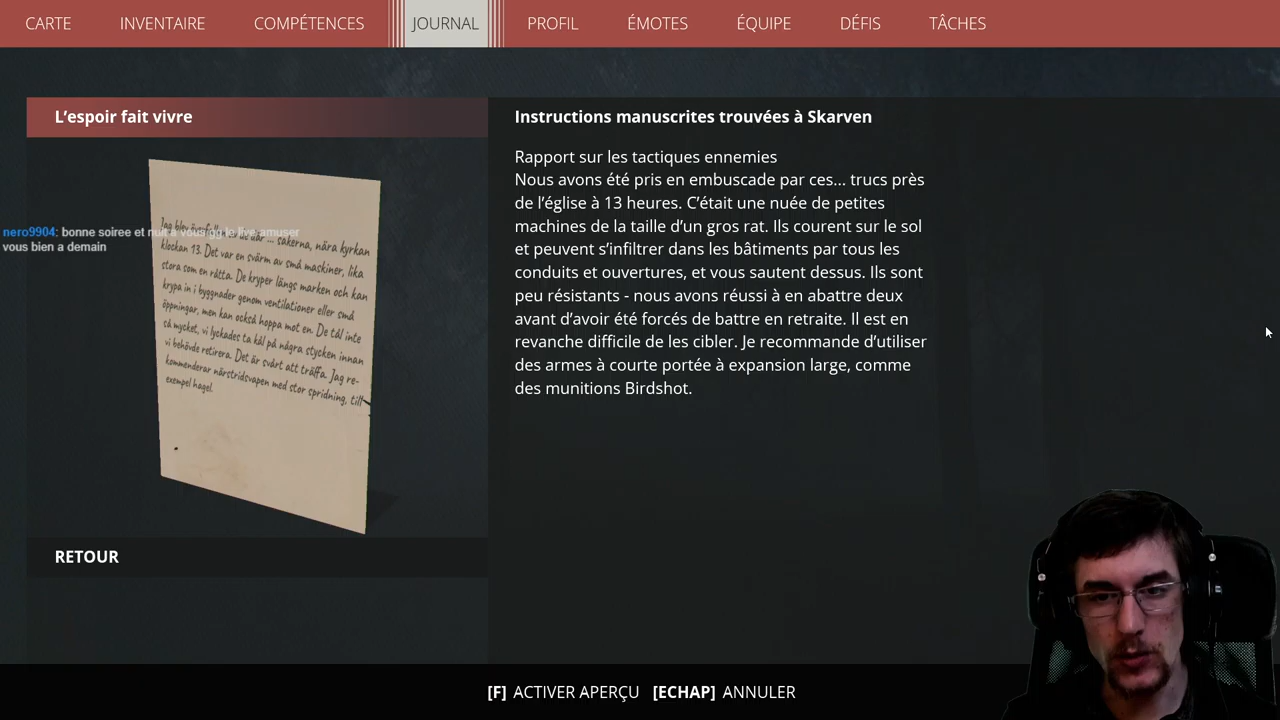 CARTE
INVENTAIRE
COMPÉTENCES
JOURNAL
PROFIL
ÉMOTES
ÉQUIPE
DÉFIS
TÂCHES
L’espoir fait vivre
nero9904: bonne soiree et nuit a vous gg le live amuser
vous bien a demain
... sakerna, nära kyrkan
klockan 13. Det var en svärm av små maskiner, lika
stora som en råtta. De kryper längs marken och kan
krypa in i byggnader genom ventilationer eller små
öppningar, men kan också hoppa mot en. De tål inte
så mycket, vi lyckades ta kål på några stycken innan
vi behövde retirera. Det är svårt att träffa. Jag re-
kommenderar närstridsvapen med stor spridning, till
exempel hagel.
RETOUR
Instructions manuscrites trouvées à Skarven
Rapport sur les tactiques ennemies
Nous avons été pris en embuscade par ces... trucs près
de l’église à 13 heures. C’était une nuée de petites
machines de la taille d’un gros rat. Ils courent sur le sol
et peuvent s’infiltrer dans les bâtiments par tous les
conduits et ouvertures, et vous sautent dessus. Ils sont
peu résistants - nous avons réussi à en abattre deux
avant d’avoir été forcés de battre en retraite. Il est en
revanche difficile de les cibler. Je recommande d’utiliser
des armes à courte portée à expansion large, comme
des munitions Birdshot.
[F] ACTIVER APERÇU [ECHAP] ANNULER